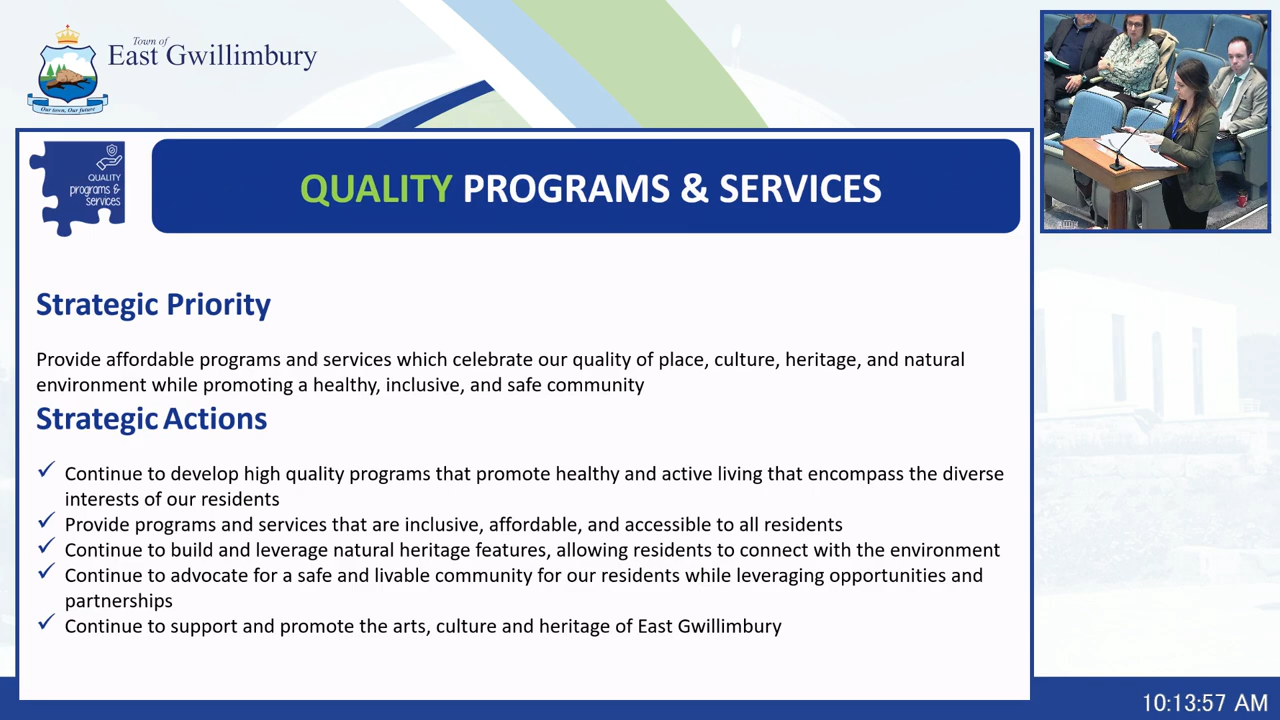 Town of
East Gwillimbury
Our town, Our future
QUALITY
programs &
services
QUALITY PROGRAMS & SERVICES
Strategic Priority
Provide affordable programs and services which celebrate our quality of place, culture, heritage, and natural
environment while promoting a healthy, inclusive, and safe community
Strategic Actions
Continue to develop high quality programs that promote healthy and active living that encompass the diverse
interests of our residents
Provide programs and services that are inclusive, affordable, and accessible to all residents
Continue to build and leverage natural heritage features, allowing residents to connect with the environment
Continue to advocate for a safe and livable community for our residents while leveraging opportunities and
partnerships
Continue to support and promote the arts, culture and heritage of East Gwillimbury
10:13:57 AM